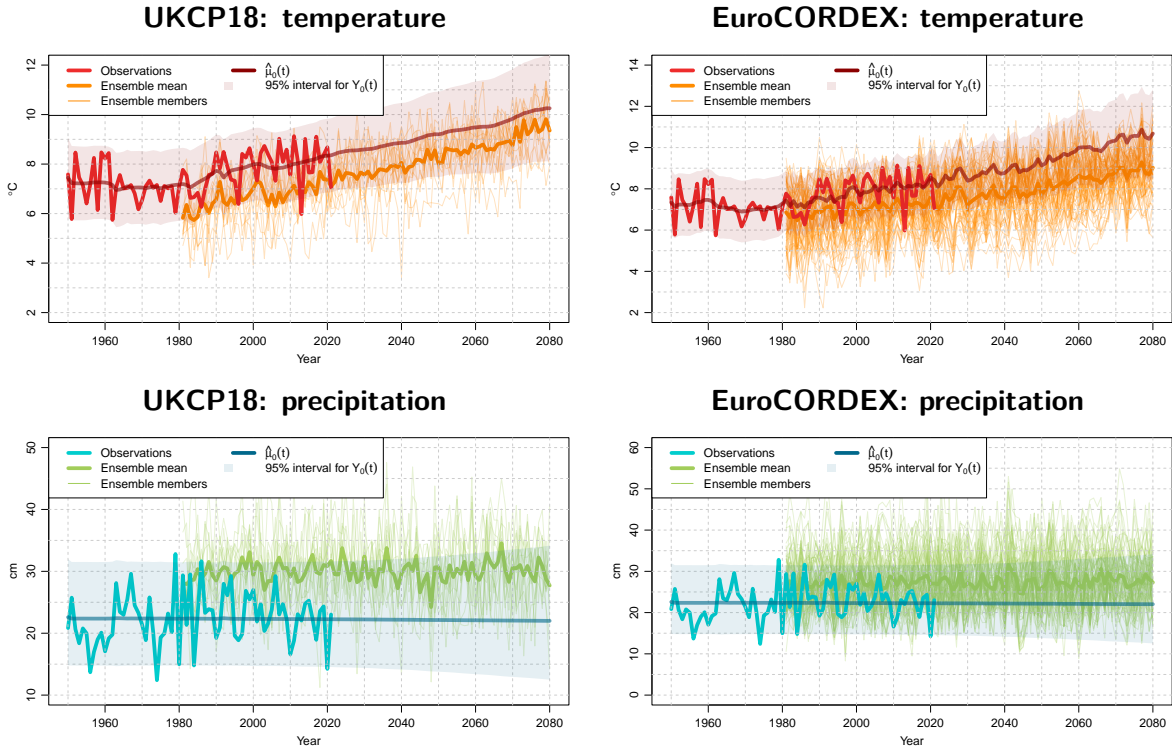 UKCP18: temperature
Observations
Ensemble mean
Ensemble members
μ̂₀(t)
95% interval for Y₀(t)
12
10
8
6
4
2
°C
1960 1980 2000 2020 2040 2060 2080
Year
EuroCORDEX: temperature
Observations
Ensemble mean
Ensemble members
μ̂₀(t)
95% interval for Y₀(t)
14
12
10
8
6
4
2
°C
1960 1980 2000 2020 2040 2060 2080
Year
UKCP18: precipitation
Observations
Ensemble mean
Ensemble members
μ̂₀(t)
95% interval for Y₀(t)
50
40
30
20
10
cm
1960 1980 2000 2020 2040 2060 2080
Year
EuroCORDEX: precipitation
Observations
Ensemble mean
Ensemble members
μ̂₀(t)
95% interval for Y₀(t)
60
50
40
30
20
10
0
cm
1960 1980 2000 2020 2040 2060 2080
Year